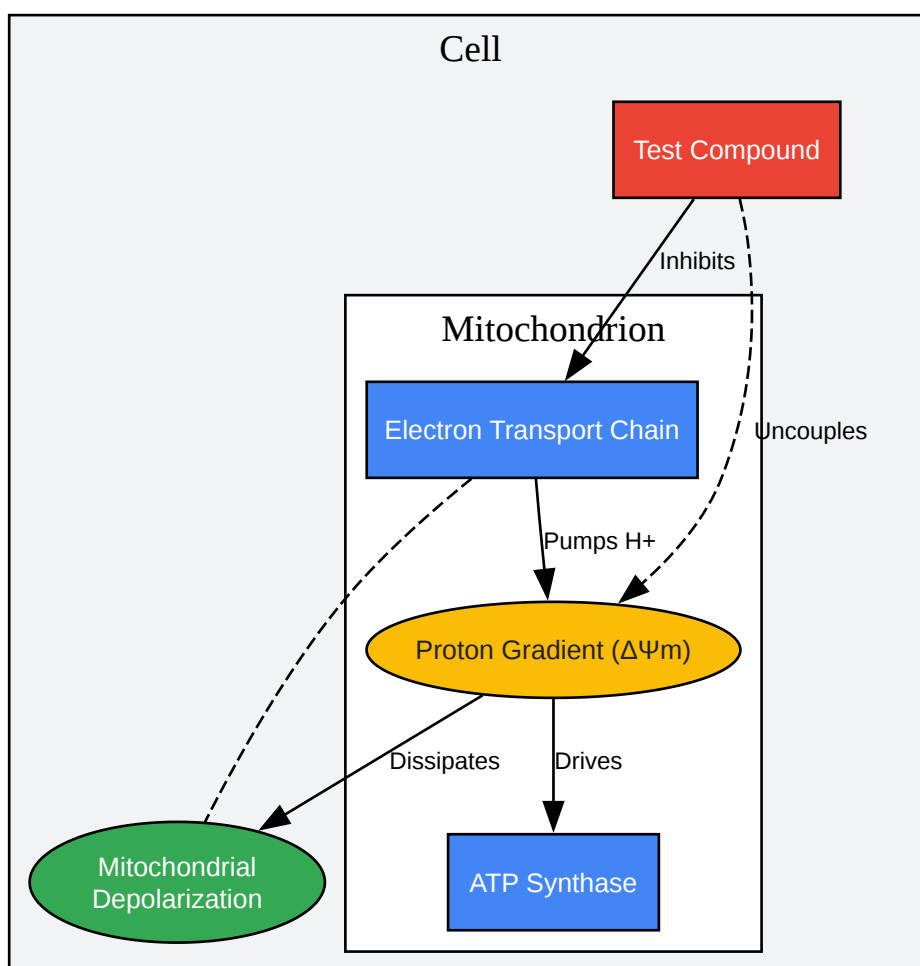 Cell
Test Compound
Inhibits
Mitochondrion
Electron Transport Chain
Uncouples
Pumps H+
Proton Gradient (ΔΨm)
Dissipates
Drives
Mitochondrial
Depolarization
ATP Synthase